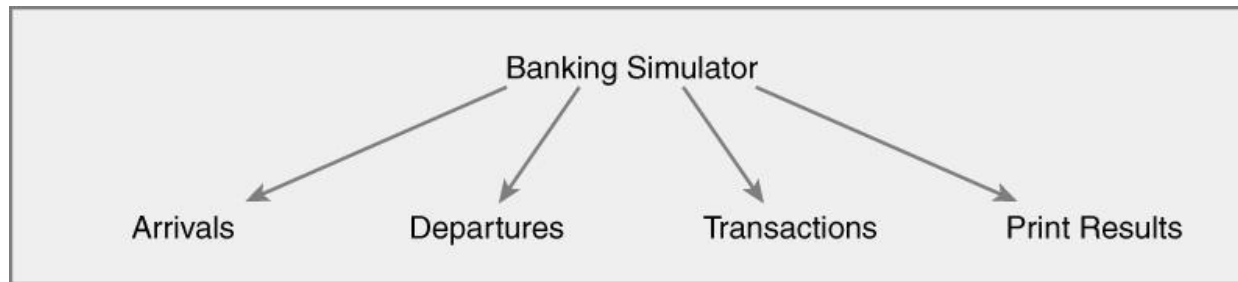 Banking Simulator
Arrivals
Departures
Transactions
Print Results